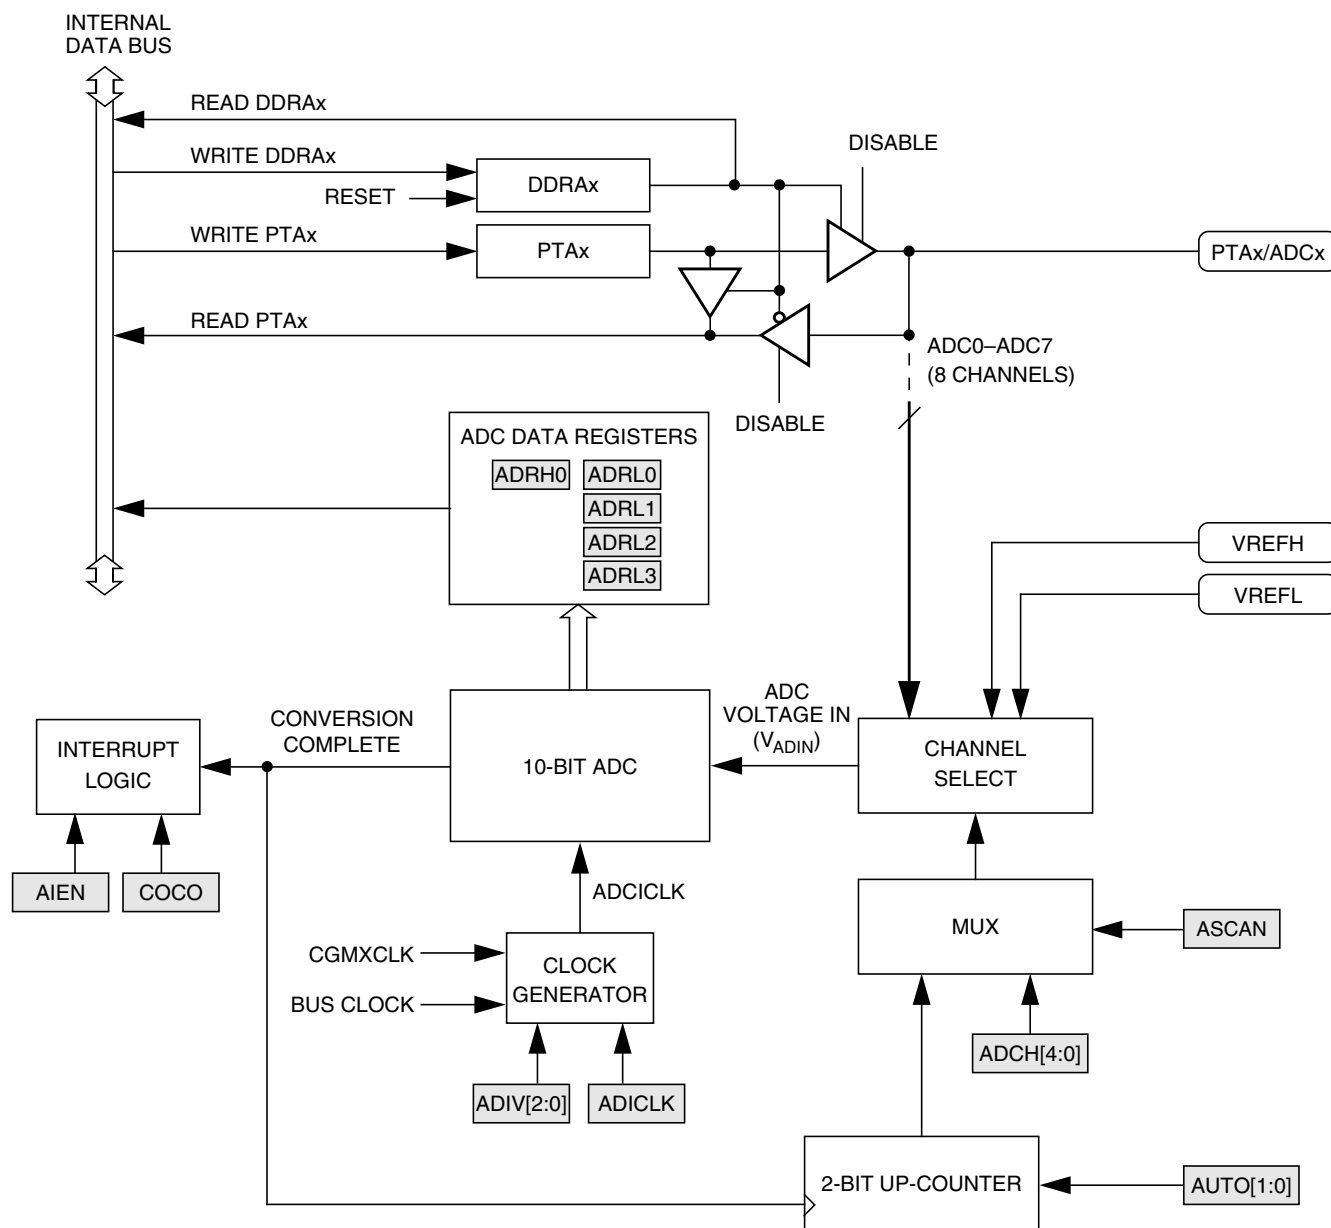 INTERNAL
DATA BUS
READ DDRAx
WRITE DDRAx
RESET
DDRAx
DISABLE
WRITE PTAx
PTAx
PTAx/ADCx
READ PTAx
DISABLE
ADC0–ADC7
(8 CHANNELS)
ADC DATA REGISTERS
ADRH0
ADRL0
ADRL1
ADRL2
ADRL3
VREFH
VREFL
INTERRUPT
LOGIC
CONVERSION
COMPLETE
10-BIT ADC
ADC
VOLTAGE IN
(VADIN)
CHANNEL
SELECT
AIEN
COCO
ADCICLK
MUX
ASCAN
CGMXCLK
BUS CLOCK
CLOCK
GENERATOR
ADCH[4:0]
ADIV[2:0]
ADICLK
2-BIT UP-COUNTER
AUTO[1:0]